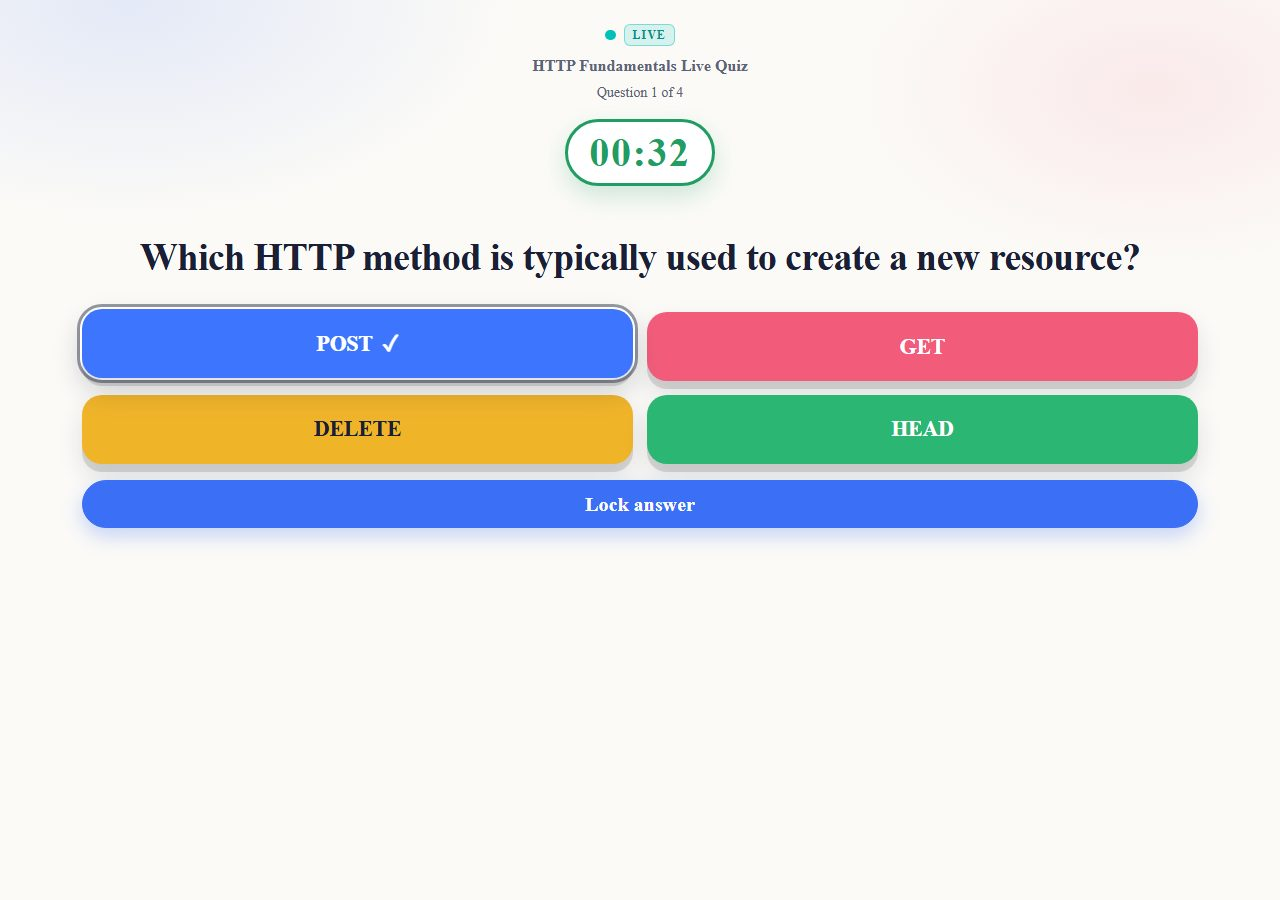 LIVE
HTTP Fundamentals Live Quiz
Question 1 of 4
00:32
Which HTTP method is typically used to create a new resource?
POST ✓
GET
DELETE
HEAD
Lock answer